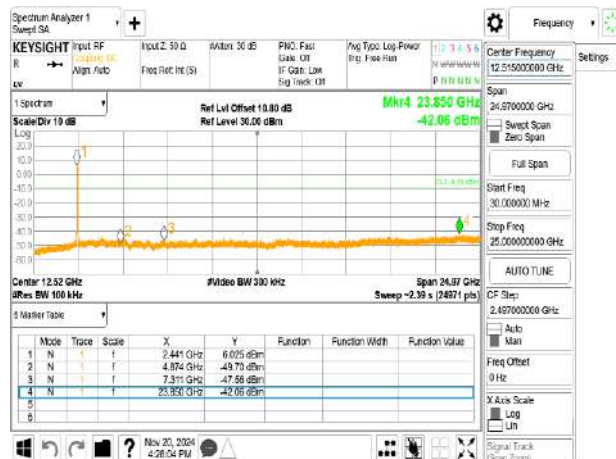 Spectrum Analyzer 1
Swept SA
Frequency
Settings
KEYSIGHT
Input: RF
Coupling: DC
Align: Auto
Input Z: 50 Ω
Freq Ref: Int (S)
#Atten: 30 dB
PNO: Fast
Gate: Off
IF Gain: Low
Sig Track: Off
Avg Type: Log-Power
Trig: Free Run
1 2 3 4 5 6
P N N N N N
1 Spectrum
Scale/Div 10 dB
Log
Ref Lvl Offset 10.80 dB
Ref Level 30.00 dBm
Mkr4 23.850 GHz
-42.06 dBm
20.0
10.0
0.00
-10.0
-20.0
-30.0
-40.0
-50.0
-60.0
1
2
3
4
Center 12.52 GHz
#Res BW 100 kHz
#Video BW 300 kHz
Span 24.97 GHz
Sweep ~2.39 s (24971 pts)
5 Marker Table
Mode Trace Scale X Y Function Function Width Function Value
1 N 1 f 2.441 GHz 6.025 dBm
2 N 1 f 4.874 GHz -49.70 dBm
3 N 1 f 7.311 GHz -47.56 dBm
4 N 1 f 23.850 GHz -42.06 dBm
5
6
Nov 20, 2024
4:28:04 PM
Center Frequency
12.515000000 GHz
Span
24.9700000 GHz
Swept Span
Zero Span
Full Span
Start Freq
30.000000 MHz
Stop Freq
25.000000000 GHz
AUTO TUNE
CF Step
2.497000000 GHz
Auto
Man
Freq Offset
0 Hz
X Axis Scale
Log
Lin
Signal Track
(Span Zoom)